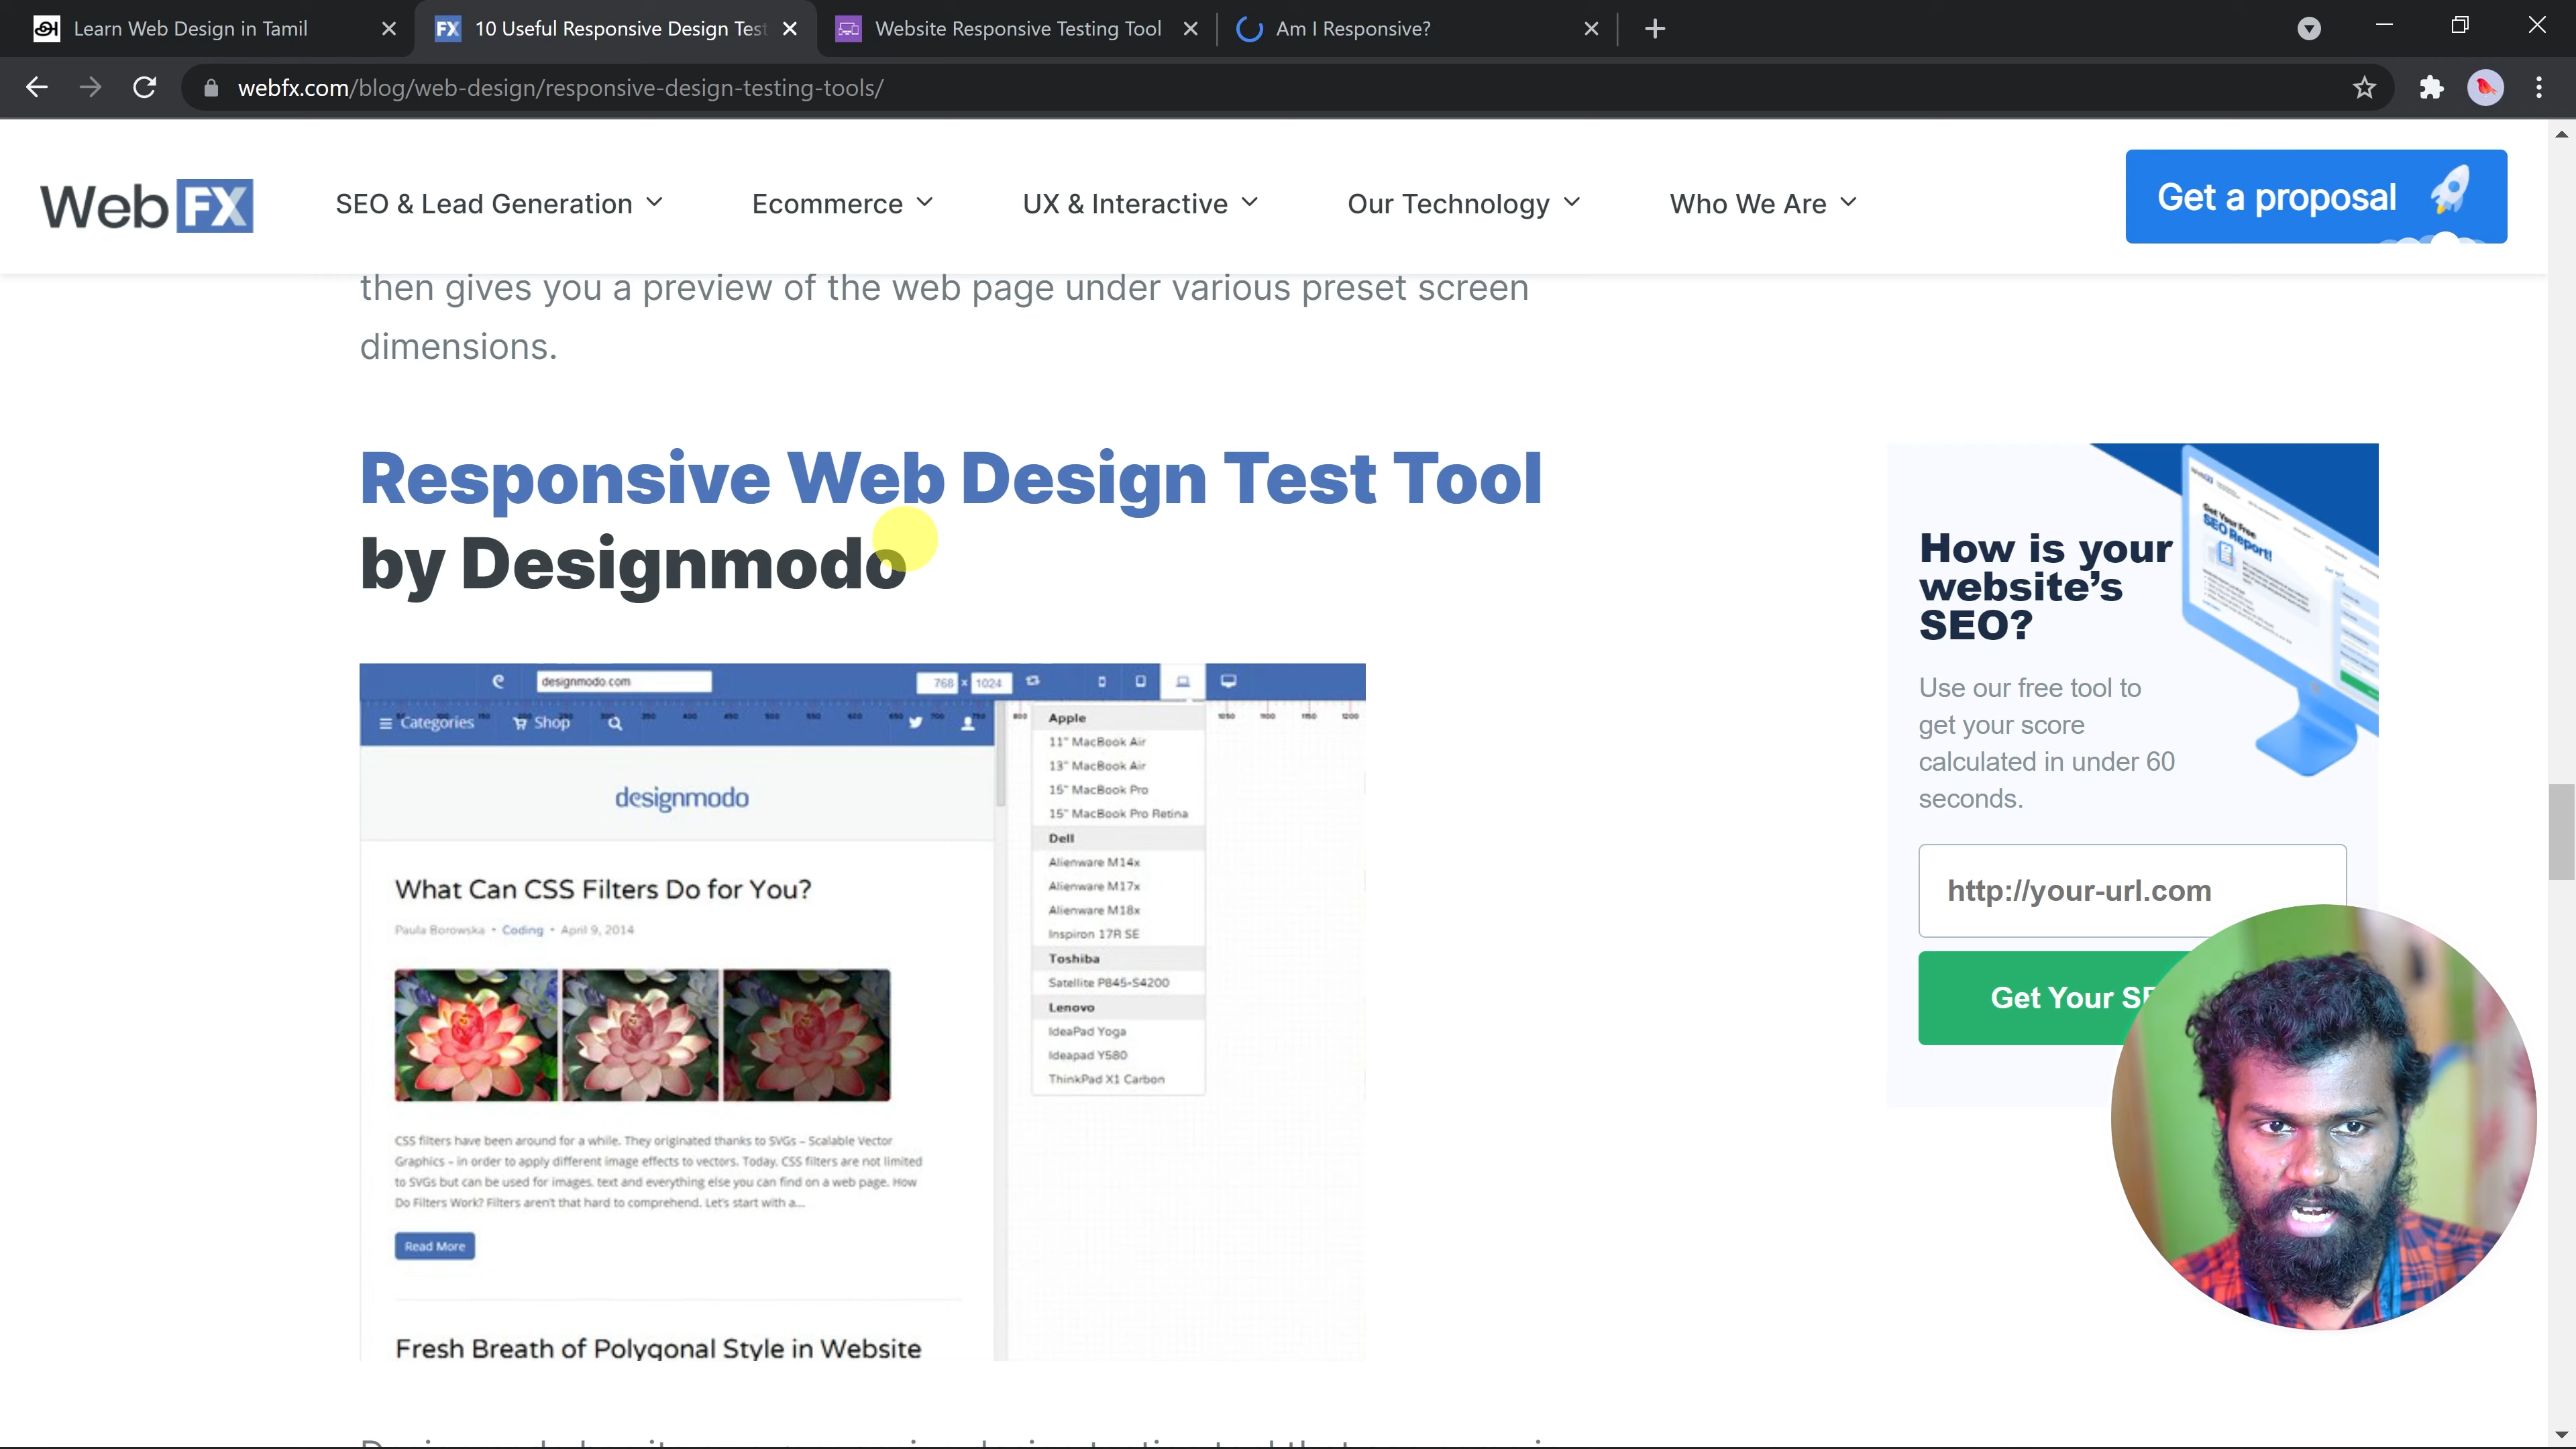 Learn Web Design in Tamil
10 Useful Responsive Design Test
Website Responsive Testing Tool
Am I Responsive?
webfx.com/blog/web-design/responsive-design-testing-tools/
WebFX
SEO & Lead Generation
Ecommerce
UX & Interactive
Our Technology
Who We Are
Get a proposal
then gives you a preview of the web page under various preset screen
dimensions.
Responsive Web Design Test Tool
by Designmodo
designmodo.com
768 x 1024
Categories
Shop
designmodo
What Can CSS Filters Do for You?
Paula Borowska • Coding • April 9, 2014
CSS filters have been around for a while. They originated thanks to SVGs – Scalable Vector
Graphics – in order to apply different image effects to vectors. Today, CSS filters are not limited
to SVGs but can be used for images, text and everything else you can find on a web page. How
Do Filters Work? Filters aren't that hard to comprehend. Let's start with a...
Read More
Fresh Breath of Polygonal Style in Website
800
Apple
11" MacBook Air
13" MacBook Air
15" MacBook Pro
15" MacBook Pro Retina
Dell
Alienware M14x
Alienware M17x
Alienware M18x
Inspiron 17R SE
Toshiba
Satellite P845-S4200
Lenovo
IdeaPad Yoga
Ideapad Y580
ThinkPad X1 Carbon
1050 1100 1150 1200
How is your
website's
SEO?
Use our free tool to
get your score
calculated in under 60
seconds.
http://your-url.com
Get Your SE
Get Your Free
SEO Report!